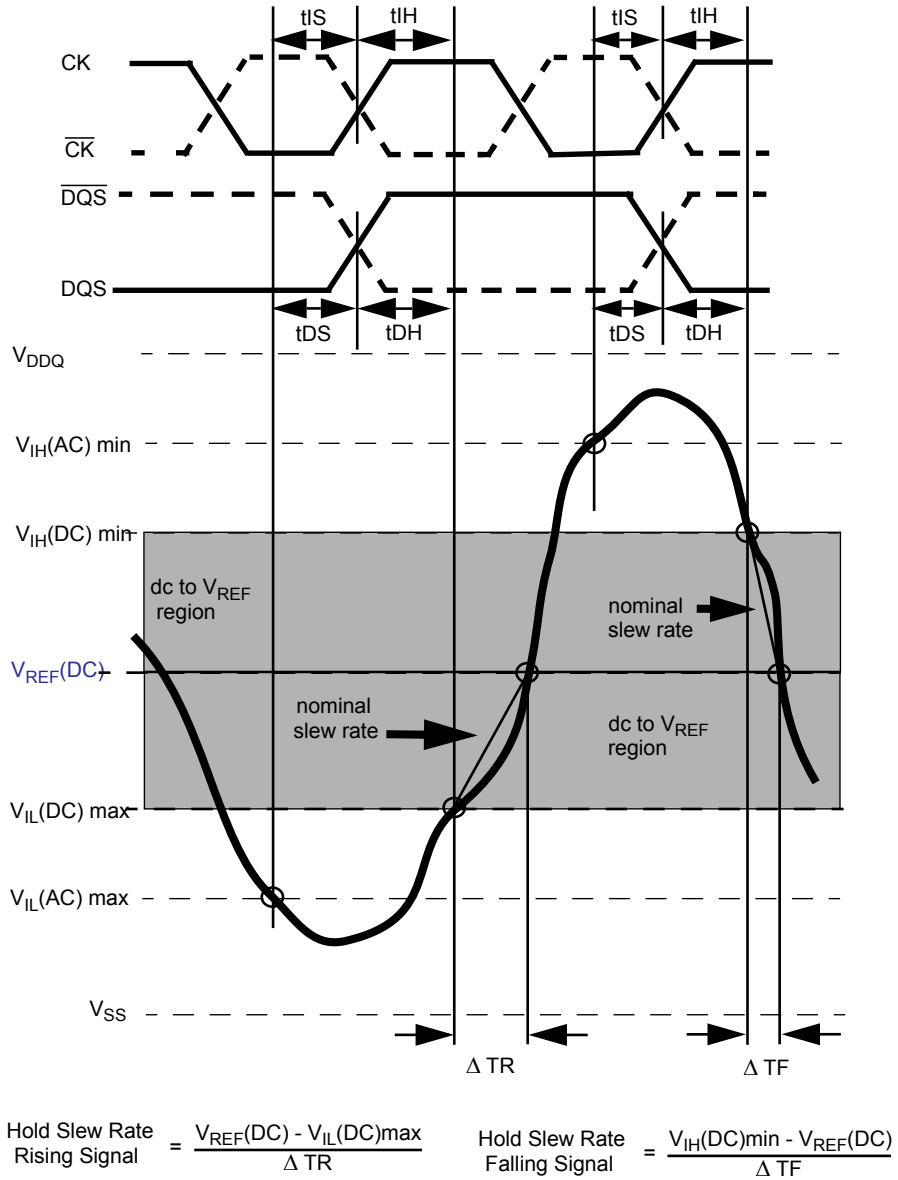 tIS tIH tIS tIH
CK
C̅K̅
D̅Q̅S̅
DQS
tDS tDH tDS tDH
VDDQ
VIH(AC) min
VIH(DC) min
dc to VREF
region
nominal
slew rate
VREF(DC)
nominal
slew rate
dc to VREF
region
VIL(DC) max
VIL(AC) max
VSS
Δ TR Δ TF
Hold Slew Rate
Rising Signal
= VREF(DC) - VIL(DC)max
Δ TR
Hold Slew Rate
Falling Signal
= VIH(DC)min - VREF(DC)
Δ TF